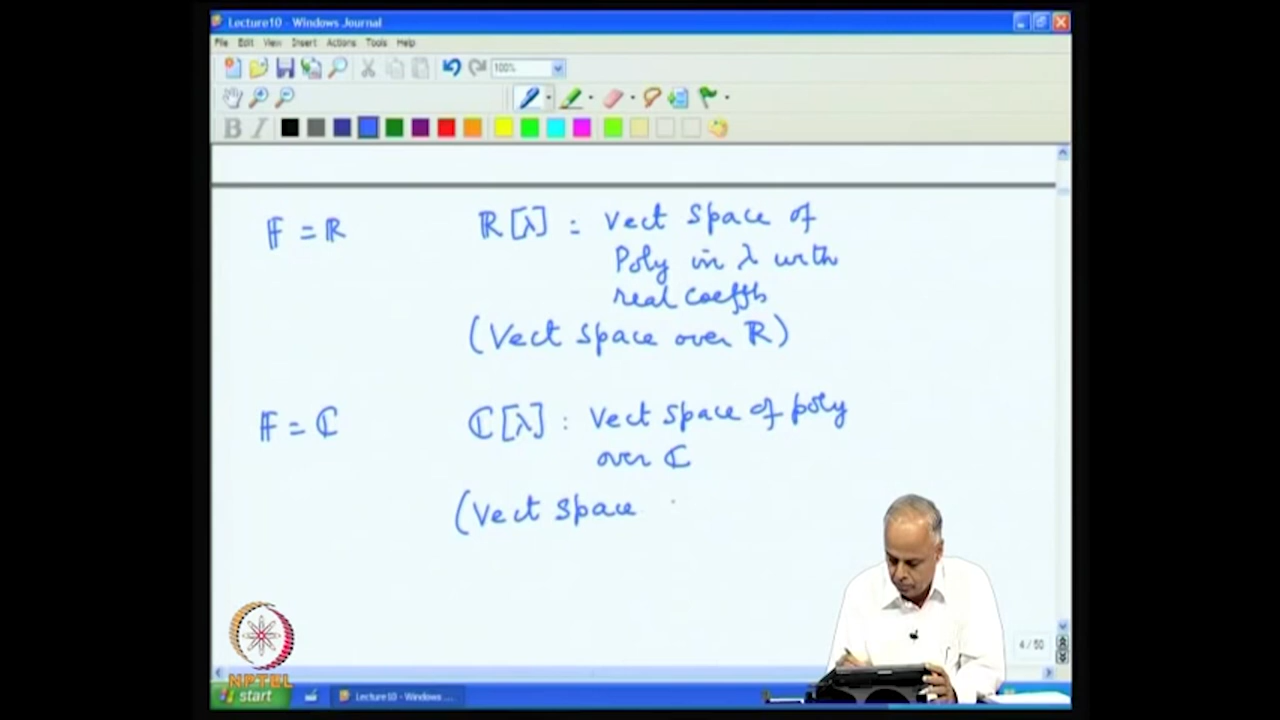 Lecture10 - Windows Journal
File Edit View Insert Actions Tools Help
100%
B I
𝔽 = ℝ
ℝ[λ] : Vect Space of
Poly in λ with
real coeffts
(Vect Space over ℝ)
𝔽 = ℂ
ℂ[λ] : Vect Space of poly
over ℂ
(Vect Space
4 / 50
NPTEL
start
Lecture10 - Windows ...